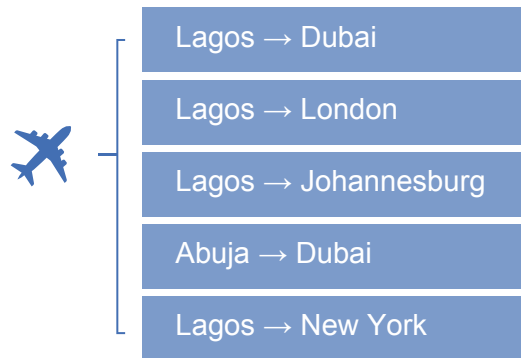 Lagos → Dubai
Lagos → London
Lagos → Johannesburg
Abuja → Dubai
Lagos → New York